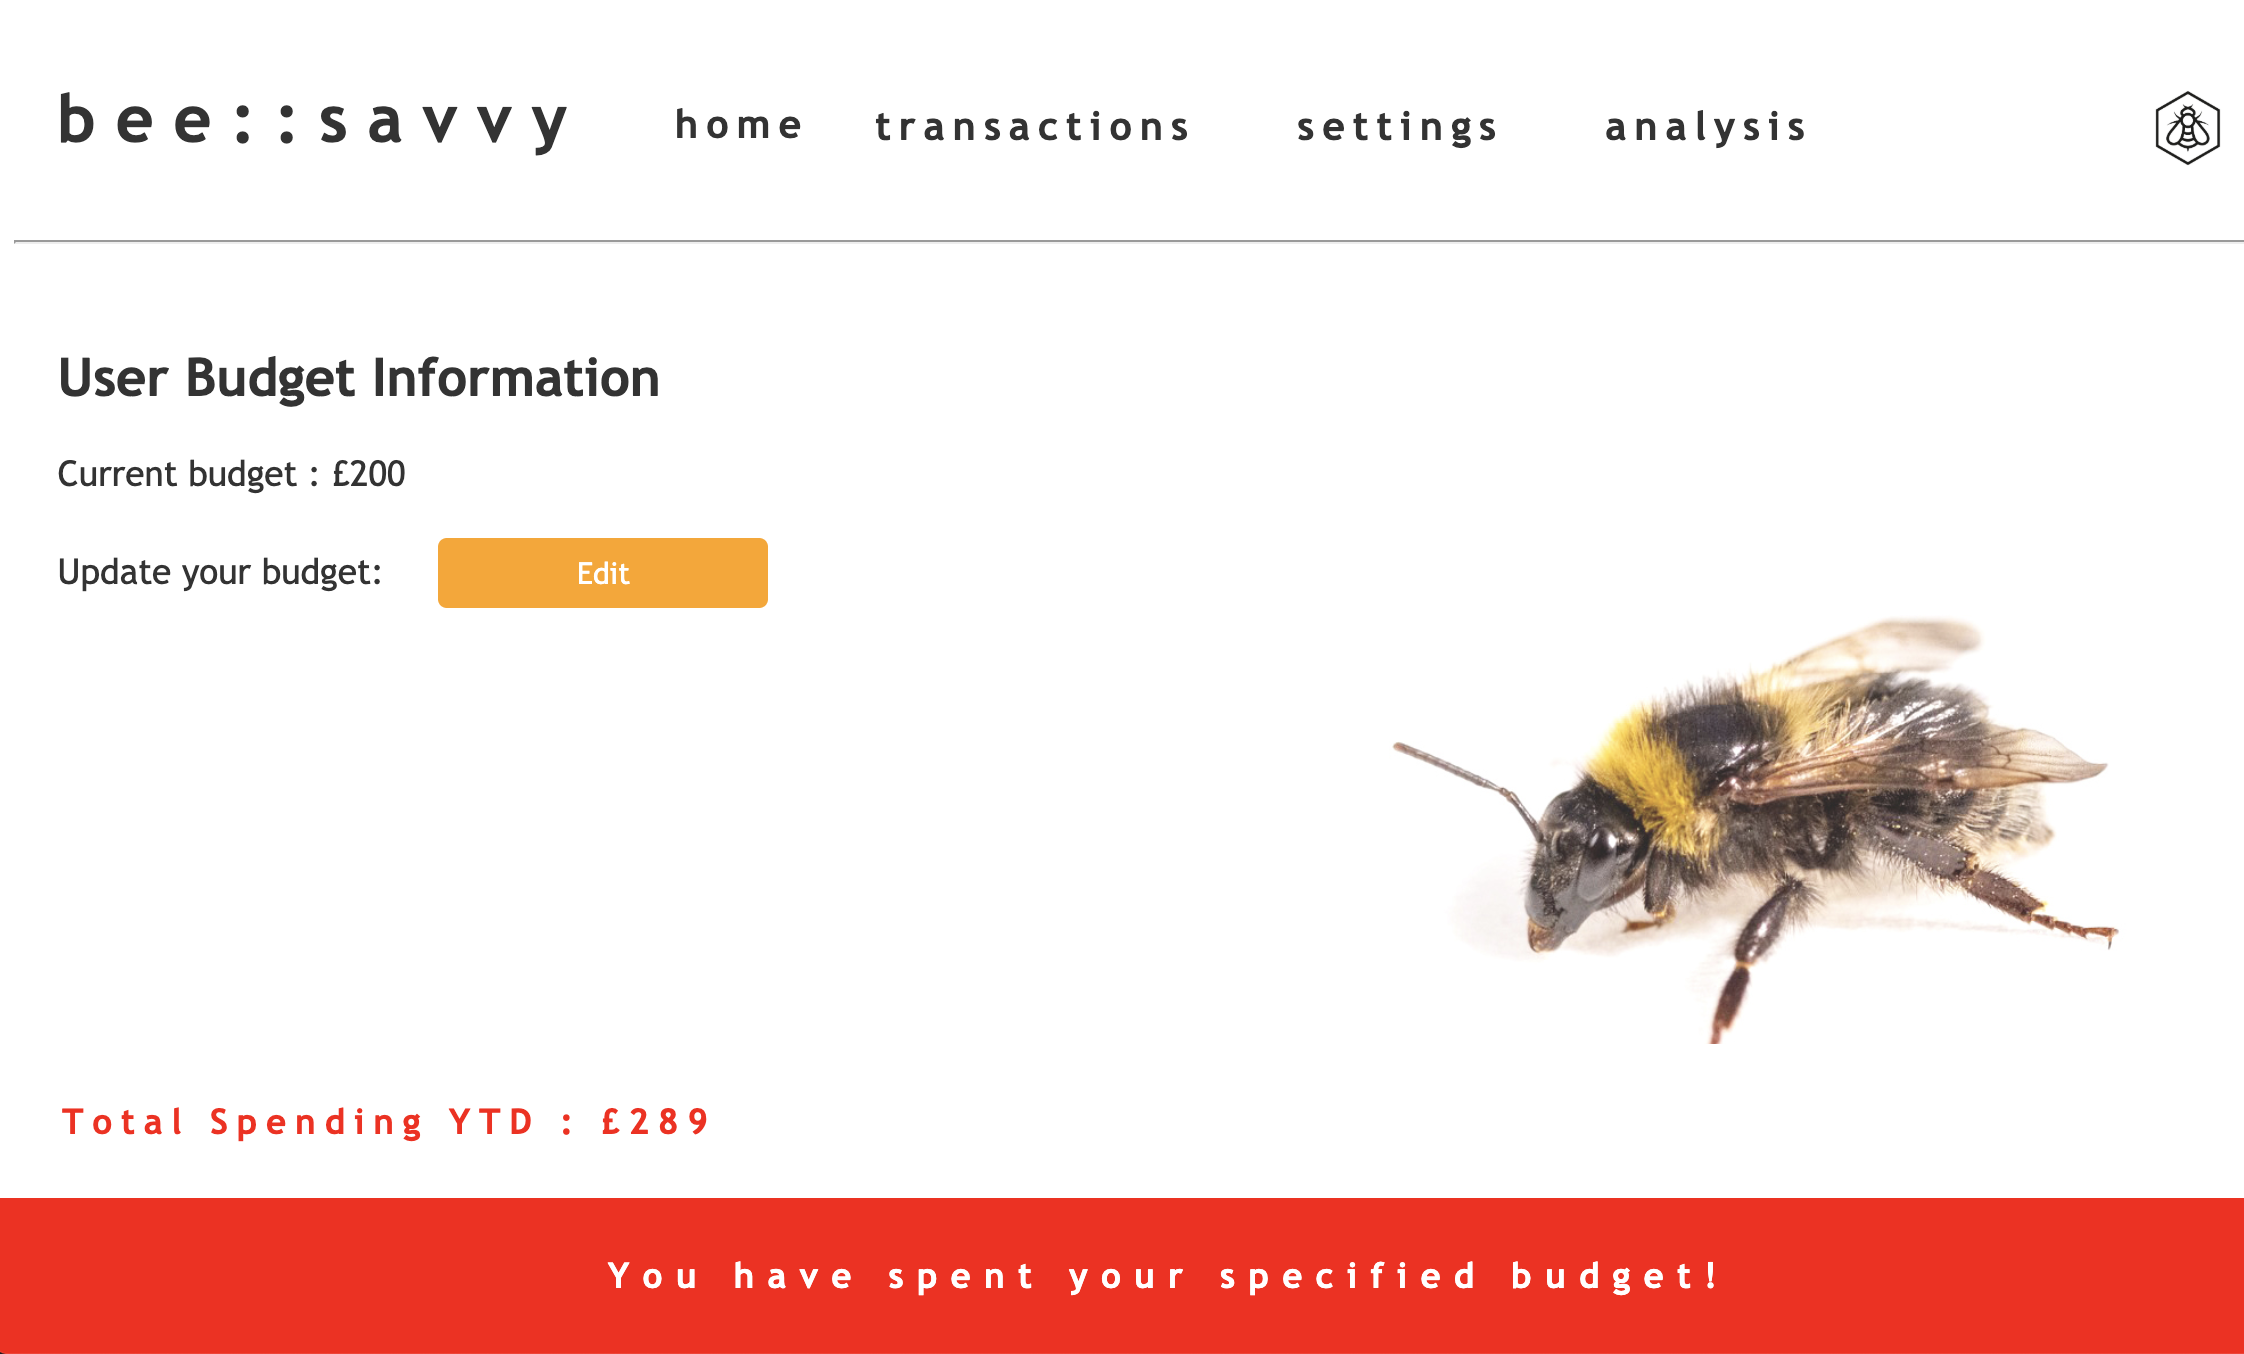 bee::savvy home transactions settings analysis
User Budget Information
Current budget : £200
Update your budget: Edit
Total Spending YTD : £289
You have spent your specified budget!